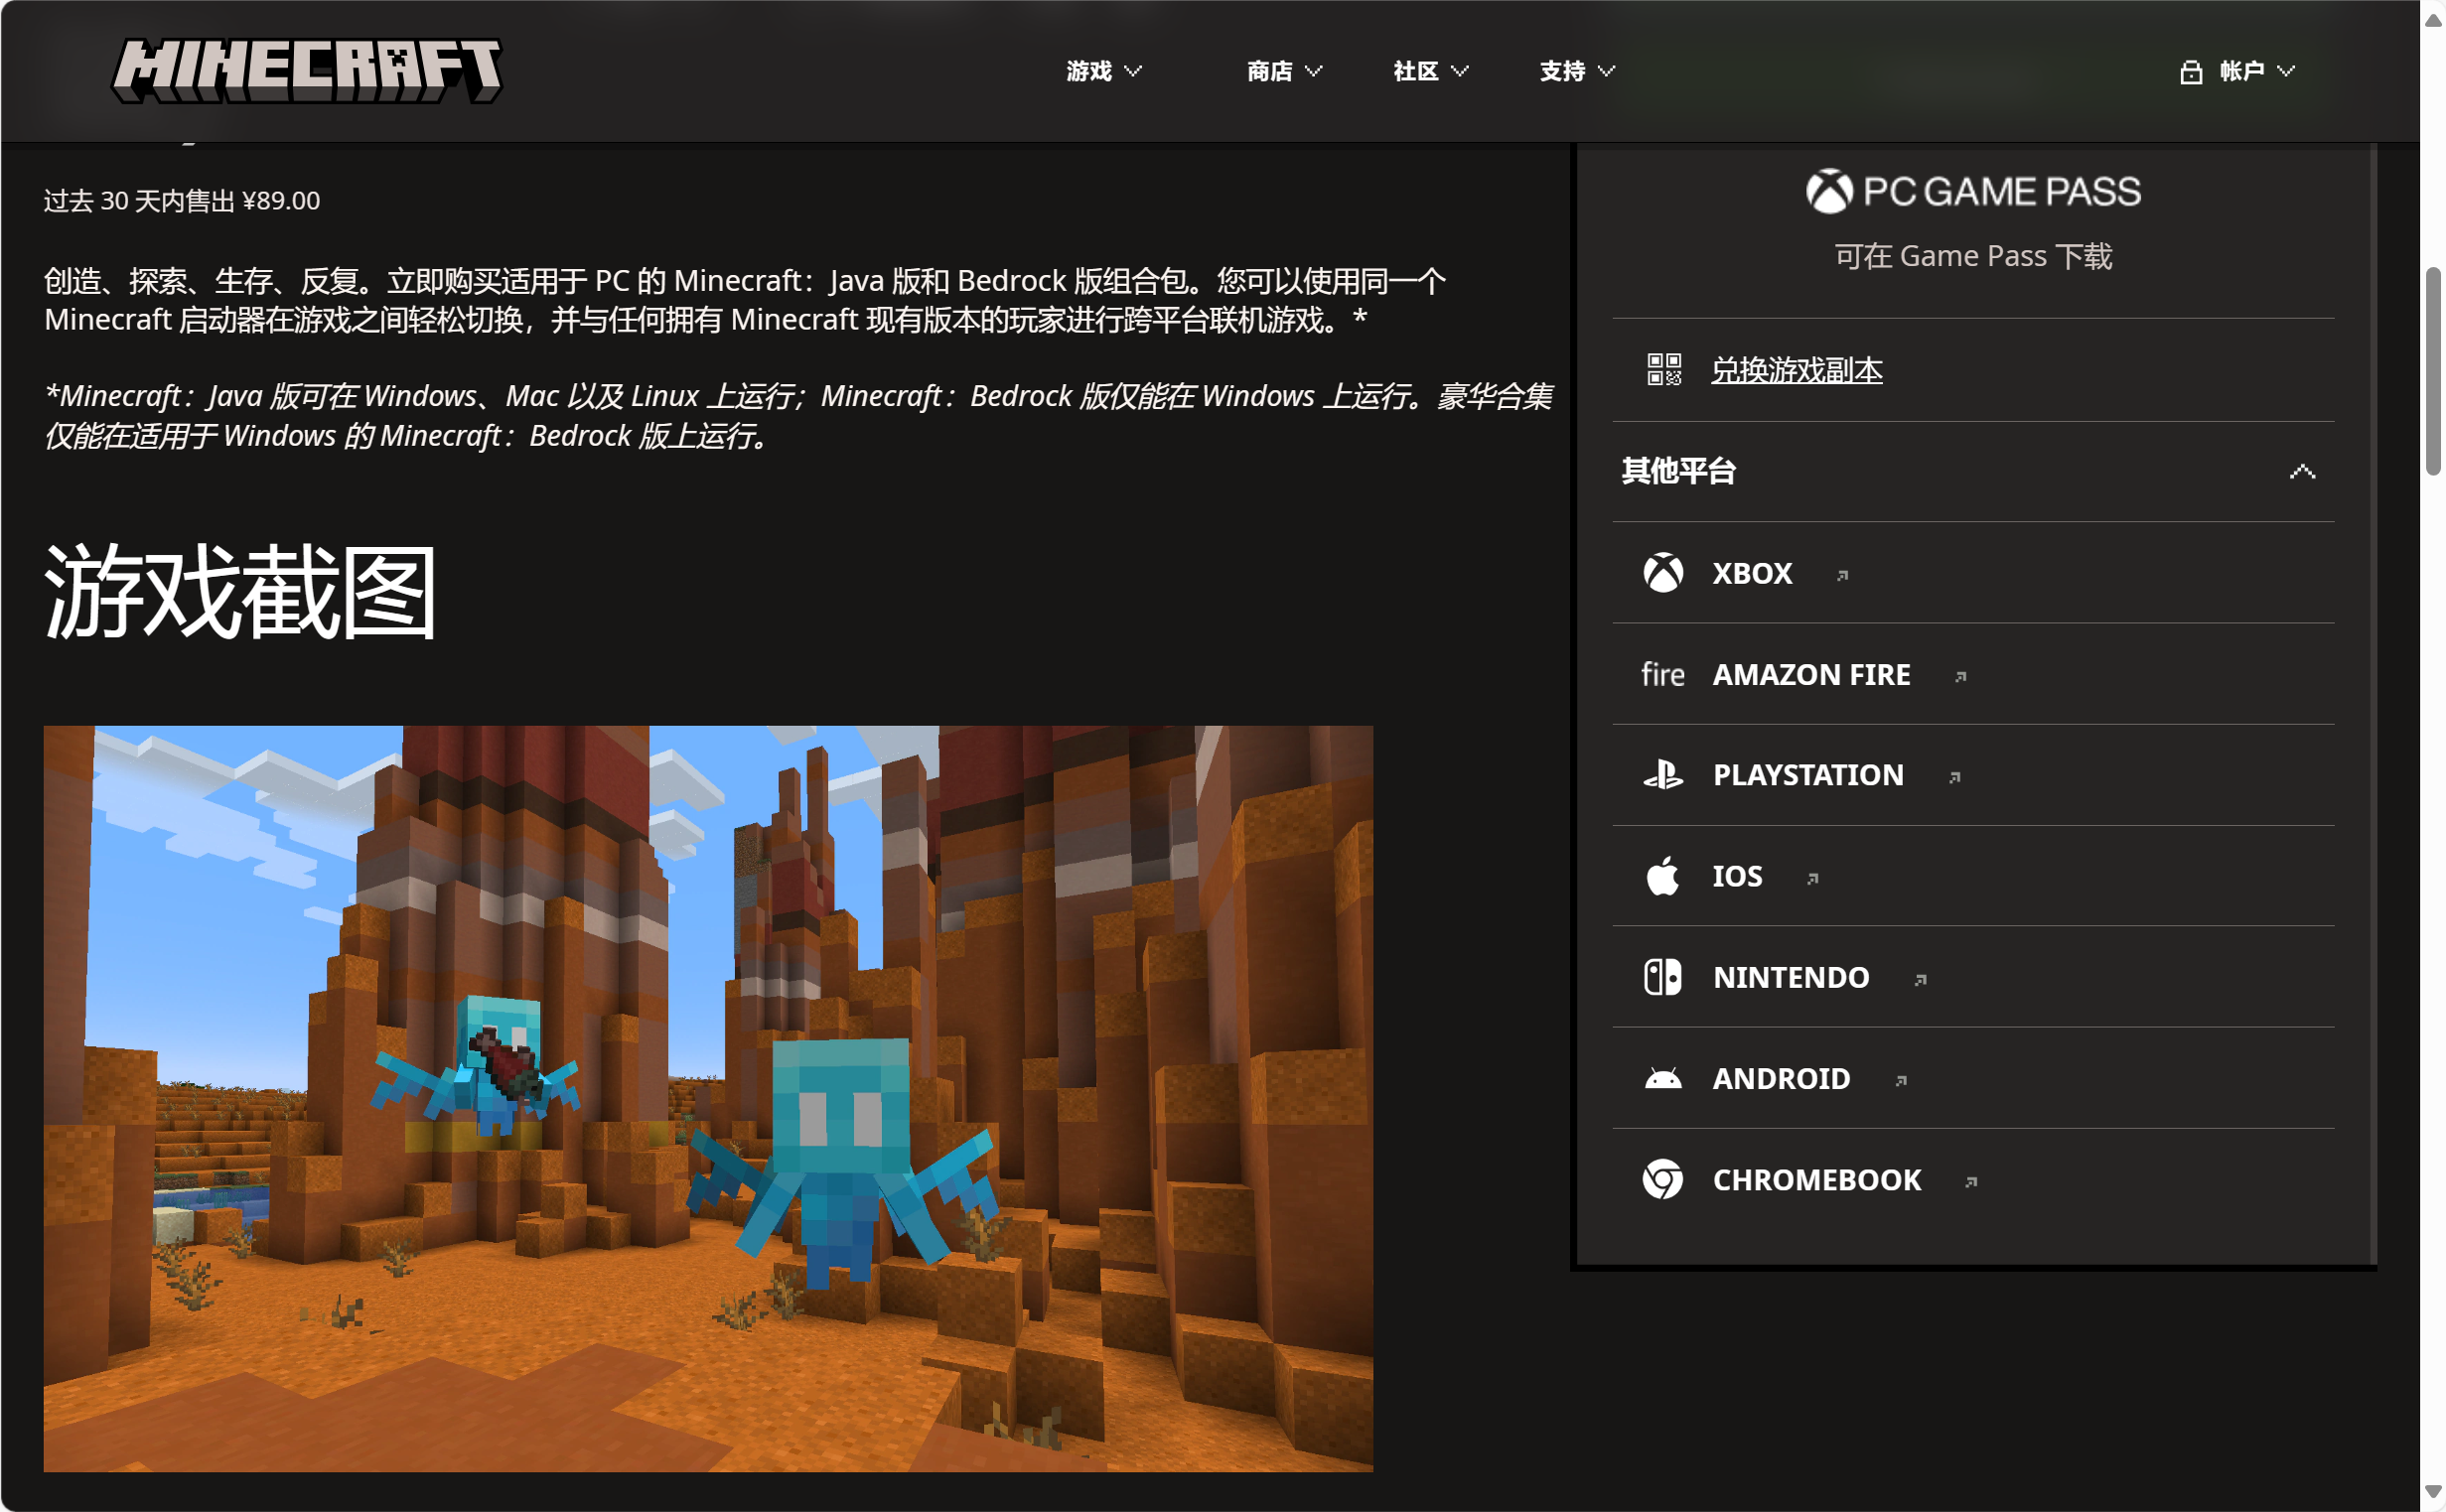 MINECRAFT
游戏
商店
社区
支持
帐户
过去 30 天内售出 ¥89.00
创造、探索、生存、反复。立即购买适用于 PC 的 Minecraft：Java 版和 Bedrock 版组合包。您可以使用同一个
Minecraft 启动器在游戏之间轻松切换，并与任何拥有 Minecraft 现有版本的玩家进行跨平台联机游戏。*
*Minecraft：Java 版可在 Windows、Mac 以及 Linux 上运行；Minecraft：Bedrock 版仅能在 Windows 上运行。豪华合集
仅能在适用于 Windows 的 Minecraft：Bedrock 版上运行。
游戏截图
PC GAME PASS
可在 Game Pass 下载
兑换游戏副本
其他平台
XBOX
fire AMAZON FIRE
PLAYSTATION
IOS
NINTENDO
ANDROID
CHROMEBOOK